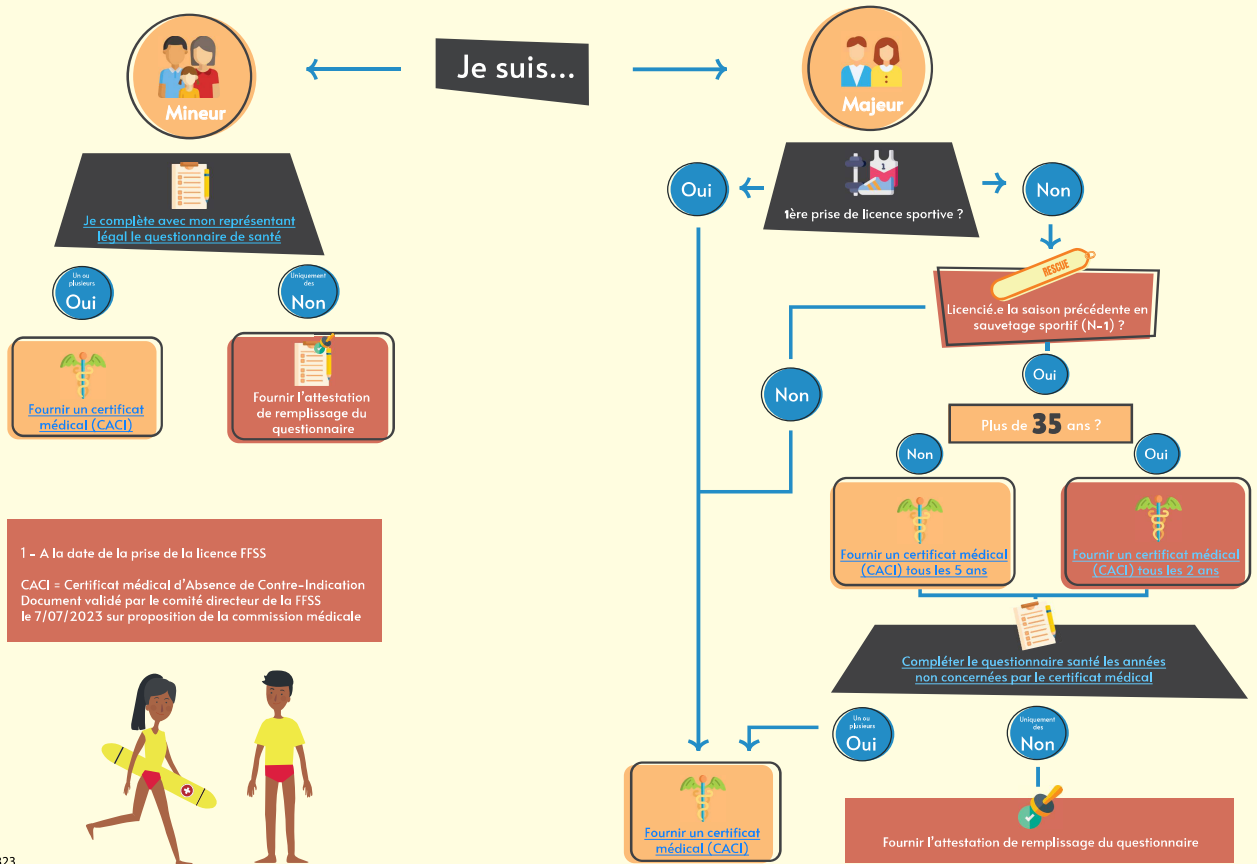 Je suis...
Mineur
Je complète avec mon représentant
légal le questionnaire de santé
Un ou
plusieurs
Oui
Uniquement
des
Non
Fournir un certificat
médical (CACI)
Fournir l'attestation
de remplissage du
questionnaire
1 - A la date de la prise de la licence FFSS
CACI = Certificat médical d'Absence de Contre-Indication
Document validé par le comité directeur de la FFSS
le 7/07/2023 sur proposition de la commission médicale
Majeur
1
1ère prise de licence sportive ?
Oui
Non
RESCUE
Licencié.e la saison précédente en
sauvetage sportif (N-1) ?
Non
Oui
Plus de 35 ans ?
Non
Oui
Fournir un certificat médical
(CACI) tous les 5 ans
Fournir un certificat médical
(CACI) tous les 2 ans
Compléter le questionnaire santé les années
non concernées par le certificat médical
Un ou
plusieurs
Oui
Uniquement
des
Non
Fournir un certificat
médical (CACI)
Fournir l'attestation de remplissage du questionnaire